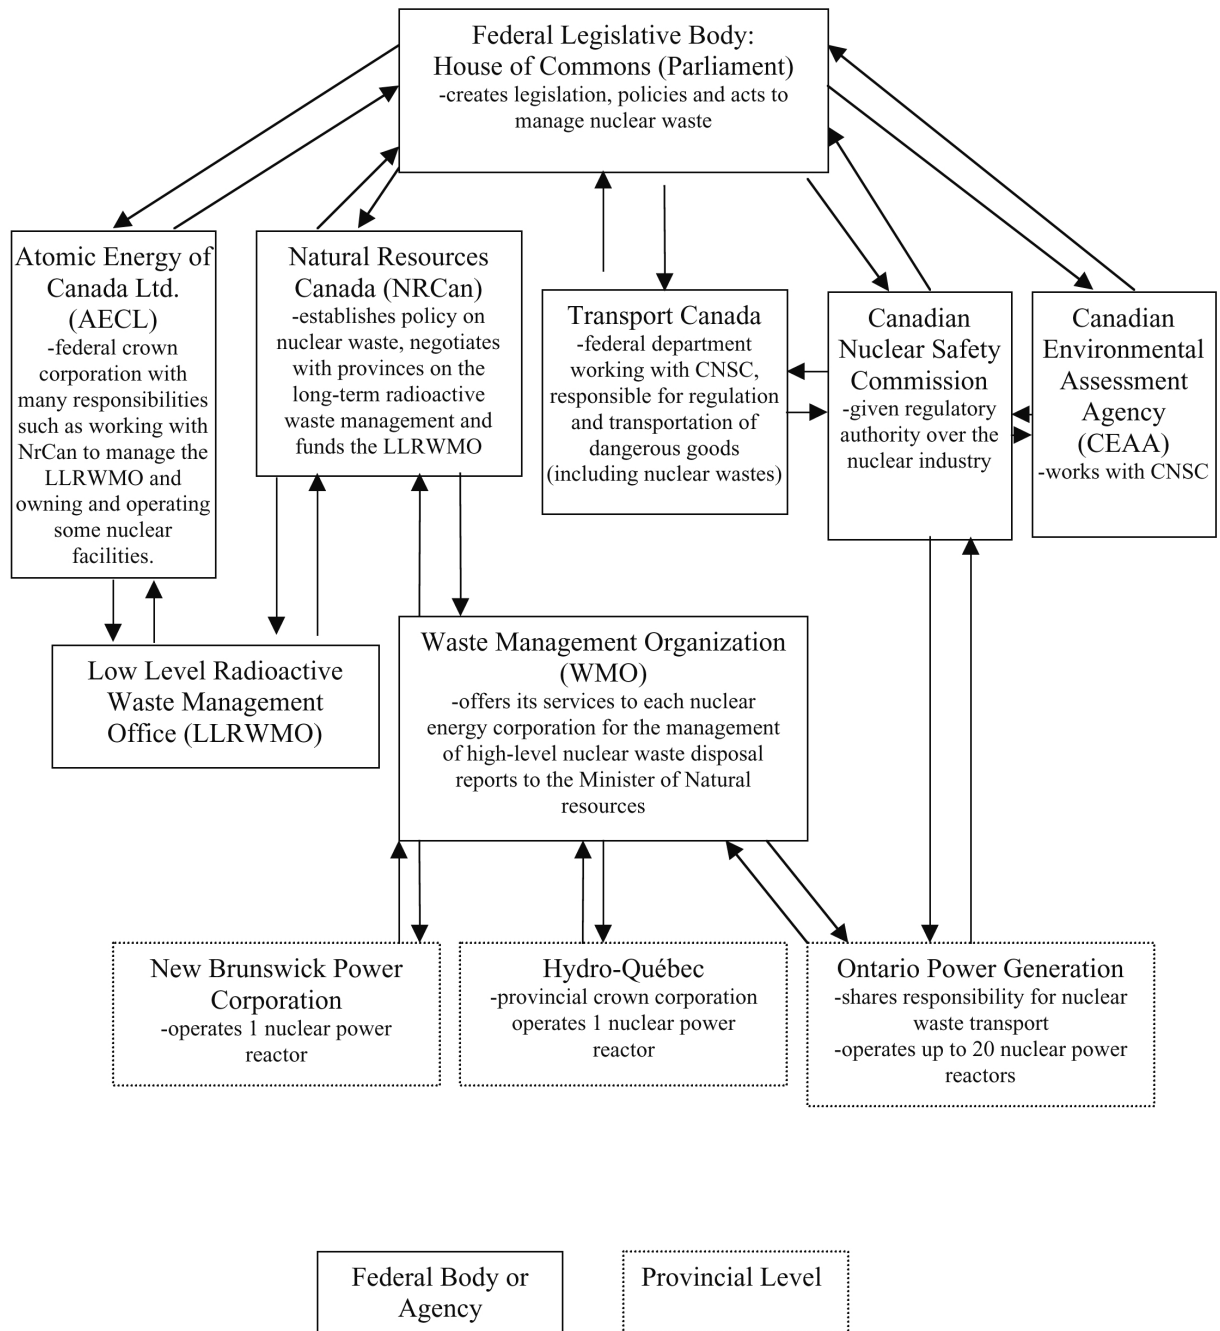 Federal Legislative Body:
House of Commons (Parliament)
-creates legislation, policies and acts to
manage nuclear waste
Atomic Energy of
Canada Ltd.
(AECL)
-federal crown
corporation with
many responsibilities
such as working with
NrCan to manage the
LLRWMO and
owning and operating
some nuclear
facilities.
Natural Resources
Canada (NRCan)
-establishes policy on
nuclear waste, negotiates
with provinces on the
long-term radioactive
waste management and
funds the LLRWMO
Transport Canada
-federal department
working with CNSC,
responsible for regulation
and transportation of
dangerous goods
(including nuclear wastes)
Canadian
Nuclear Safety
Commission
-given regulatory
authority over the
nuclear industry
Canadian
Environmental
Assessment
Agency
(CEAA)
-works with CNSC
Low Level Radioactive
Waste Management
Office (LLRWMO)
Waste Management Organization
(WMO)
-offers its services to each nuclear
energy corporation for the management
of high-level nuclear waste disposal
reports to the Minister of Natural
resources
New Brunswick Power
Corporation
-operates 1 nuclear power
reactor
Hydro-Québec
-provincial crown corporation
operates 1 nuclear power
reactor
Ontario Power Generation
-shares responsibility for nuclear
waste transport
-operates up to 20 nuclear power
reactors
Federal Body or
Agency
Provincial Level